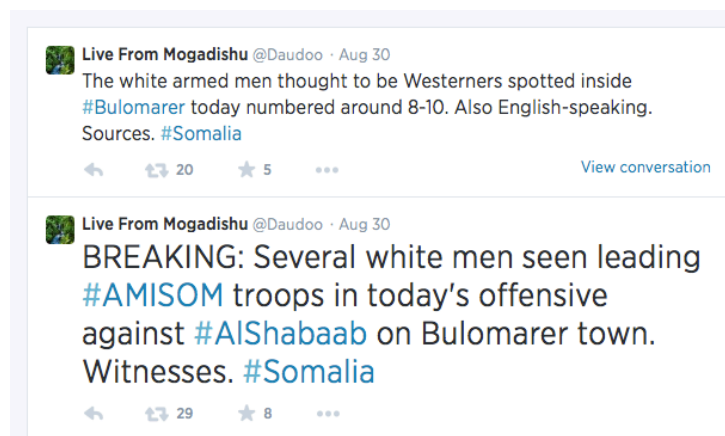 Live From Mogadishu @Daudoo · Aug 30
The white armed men thought to be Westerners spotted inside
#Bulomarer today numbered around 8-10. Also English-speaking.
Sources. #Somalia
20 5 View conversation
Live From Mogadishu @Daudoo · Aug 30
BREAKING: Several white men seen leading
#AMISOM troops in today's offensive
against #AlShabaab on Bulomarer town.
Witnesses. #Somalia
29 8